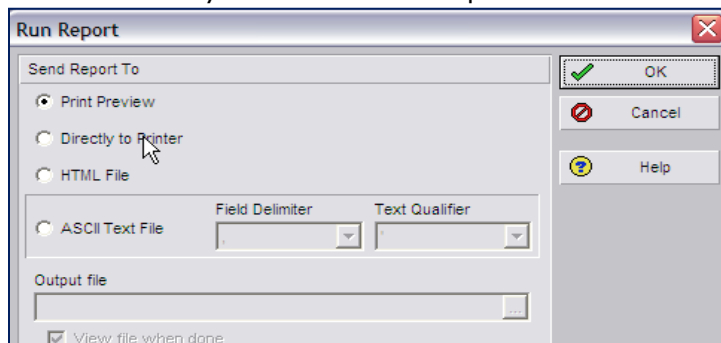 Run Report
Send Report To
OK
Print Preview
Cancel
Directly to Printer
HTML File
Help
Field Delimiter Text Qualifier
ASCII Text File
,
Output file
...
View file when done